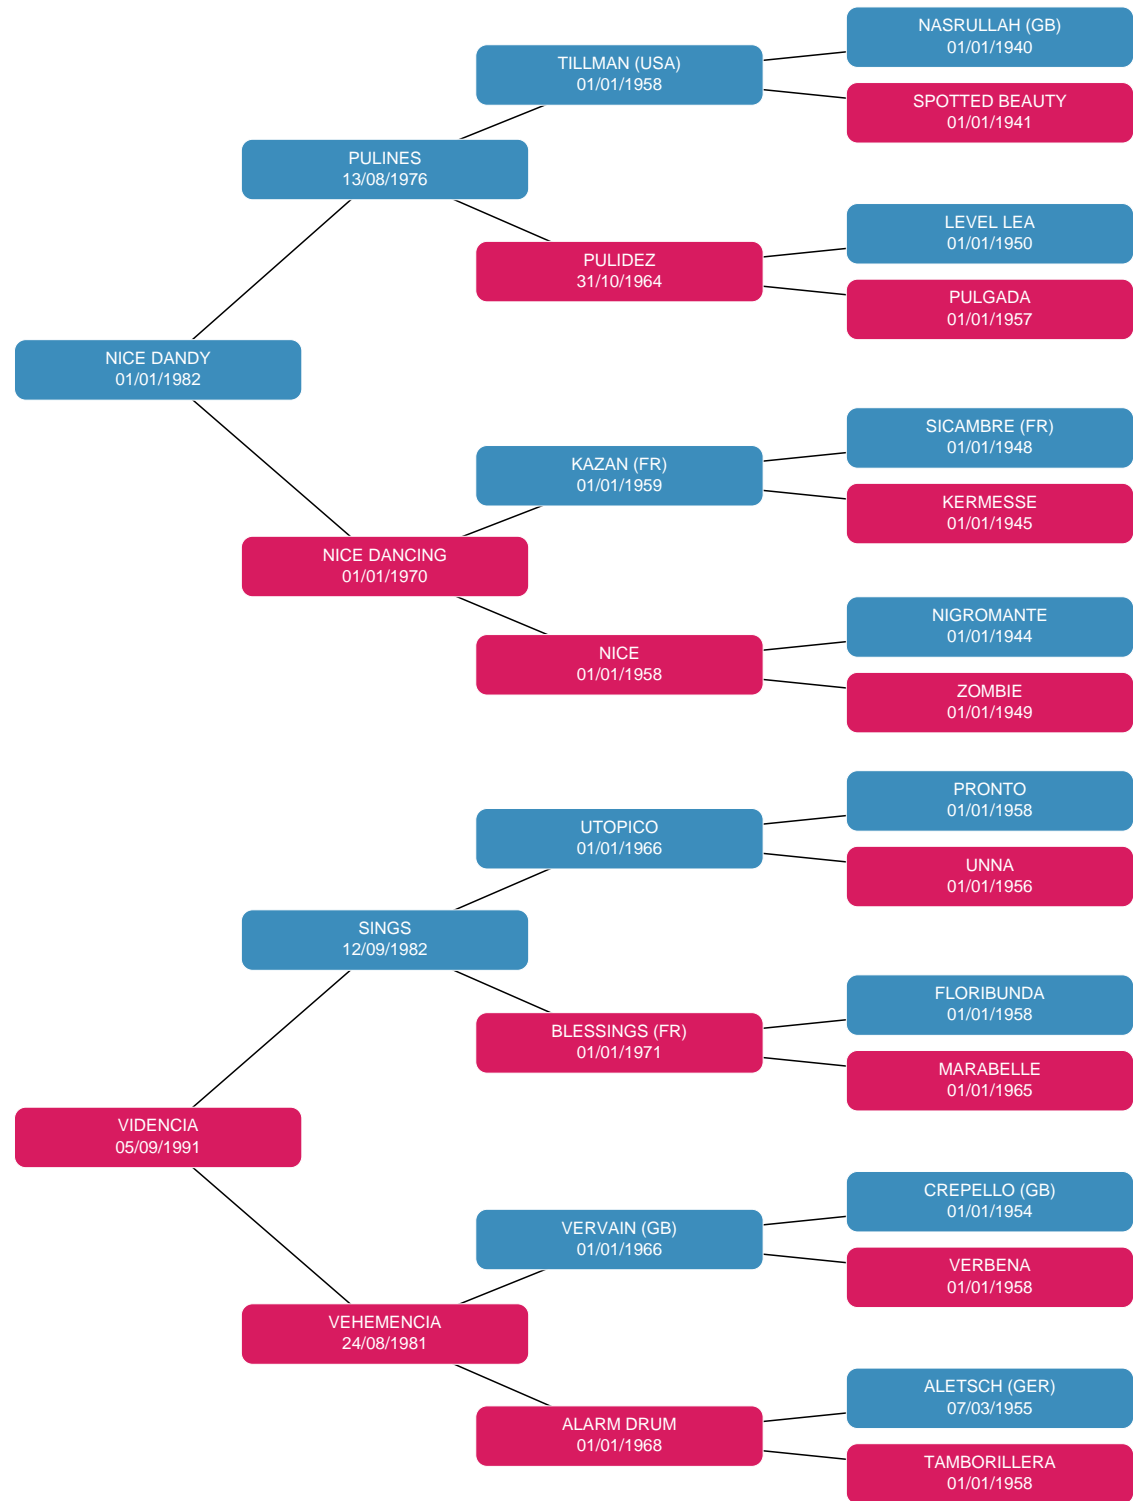 NASRULLAH (GB)
01/01/1940
TILLMAN (USA)
01/01/1958
SPOTTED BEAUTY
01/01/1941
PULINES
13/08/1976
LEVEL LEA
01/01/1950
PULIDEZ
31/10/1964
PULGADA
01/01/1957
NICE DANDY
01/01/1982
SICAMBRE (FR)
01/01/1948
KAZAN (FR)
01/01/1959
KERMESSE
01/01/1945
NICE DANCING
01/01/1970
NIGROMANTE
01/01/1944
NICE
01/01/1958
ZOMBIE
01/01/1949
PRONTO
01/01/1958
UTOPICO
01/01/1966
UNNA
01/01/1956
SINGS
12/09/1982
FLORIBUNDA
01/01/1958
BLESSINGS (FR)
01/01/1971
MARABELLE
01/01/1965
VIDENCIA
05/09/1991
CREPELLO (GB)
01/01/1954
VERVAIN (GB)
01/01/1966
VERBENA
01/01/1958
VEHEMENCIA
24/08/1981
ALETSCH (GER)
07/03/1955
ALARM DRUM
01/01/1968
TAMBORILLERA
01/01/1958